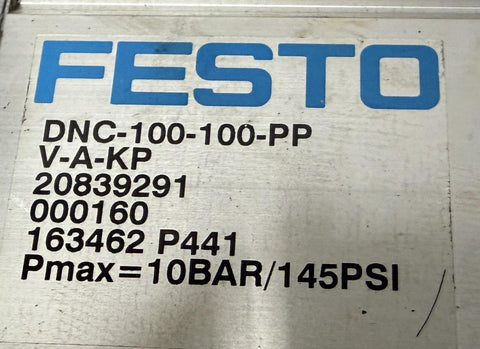 FESTO
DNC-100-100-PP
V-A-KP
20839291
000160
163462 P441
Pmax=10BAR/145PSI